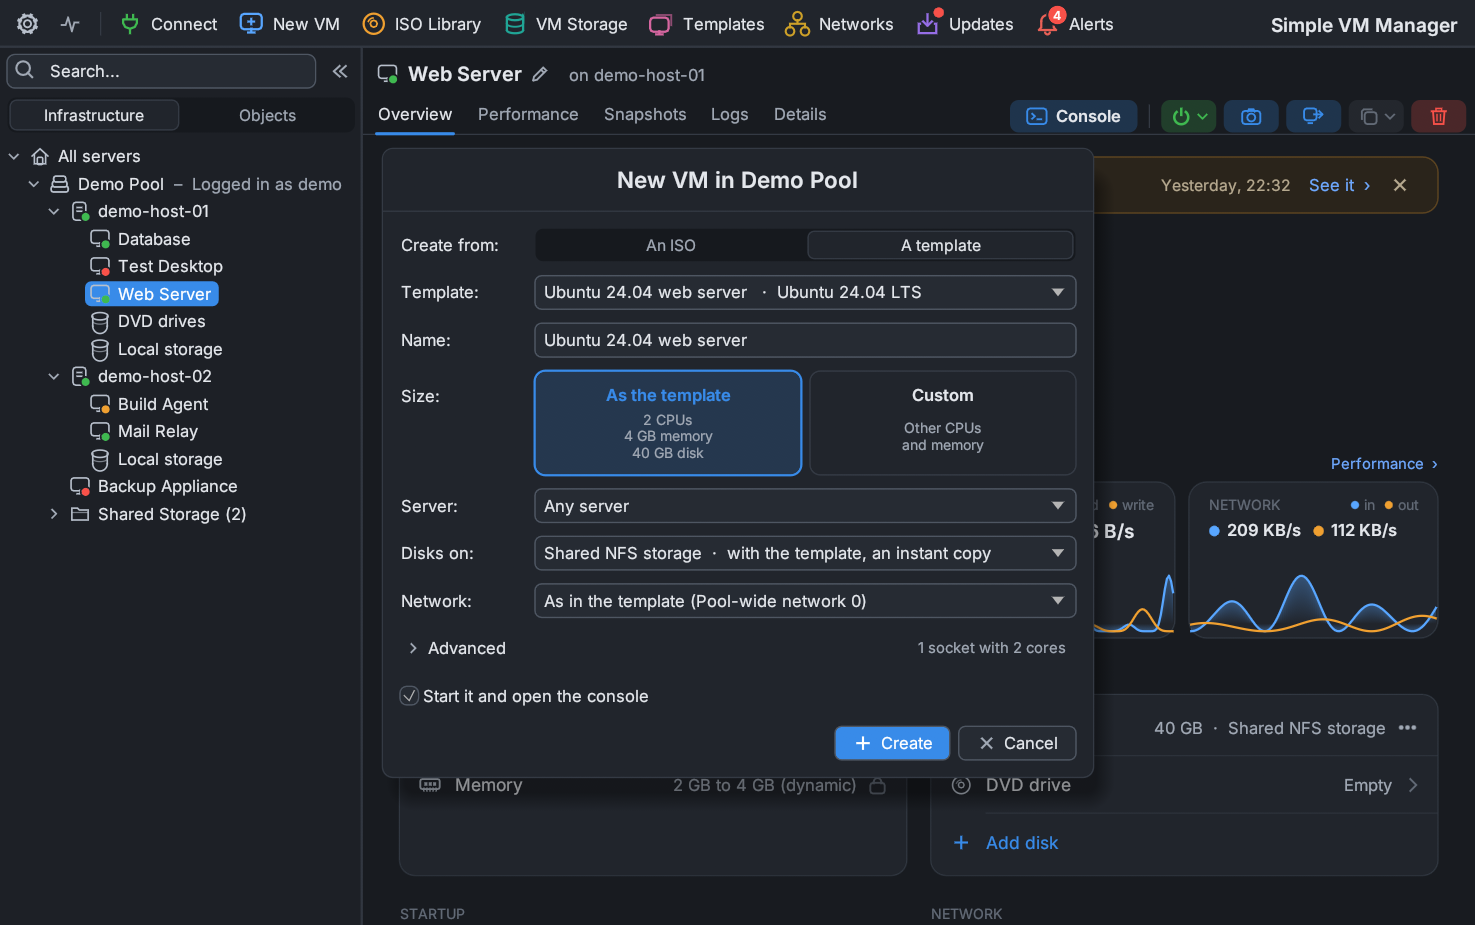 Connect
New VM
ISO Library
VM Storage
Templates
Networks
Updates
4
Alerts
Simple VM Manager
Search...
Infrastructure
Objects
All servers
Demo Pool – Logged in as demo
demo-host-01
Database
Test Desktop
Web Server
DVD drives
Local storage
demo-host-02
Build Agent
Mail Relay
Local storage
Backup Appliance
Shared Storage (2)
Web Server on demo-host-01
Overview
Performance
Snapshots
Logs
Details
Console
Yesterday, 22:32 See it ›
New VM in Demo Pool
Create from:
An ISO
A template
Template:
Ubuntu 24.04 web server · Ubuntu 24.04 LTS
Name:
Ubuntu 24.04 web server
Size:
As the template
2 CPUs
4 GB memory
40 GB disk
Custom
Other CPUs
and memory
Server:
Any server
Disks on:
Shared NFS storage · with the template, an instant copy
Network:
As in the template (Pool-wide network 0)
Advanced
1 socket with 2 cores
Start it and open the console
Create
Cancel
Performance ›
write
B/s
NETWORK
in
out
209 KB/s
112 KB/s
40 GB · Shared NFS storage
Memory
2 GB to 4 GB (dynamic)
DVD drive
Empty
Add disk
STARTUP
NETWORK